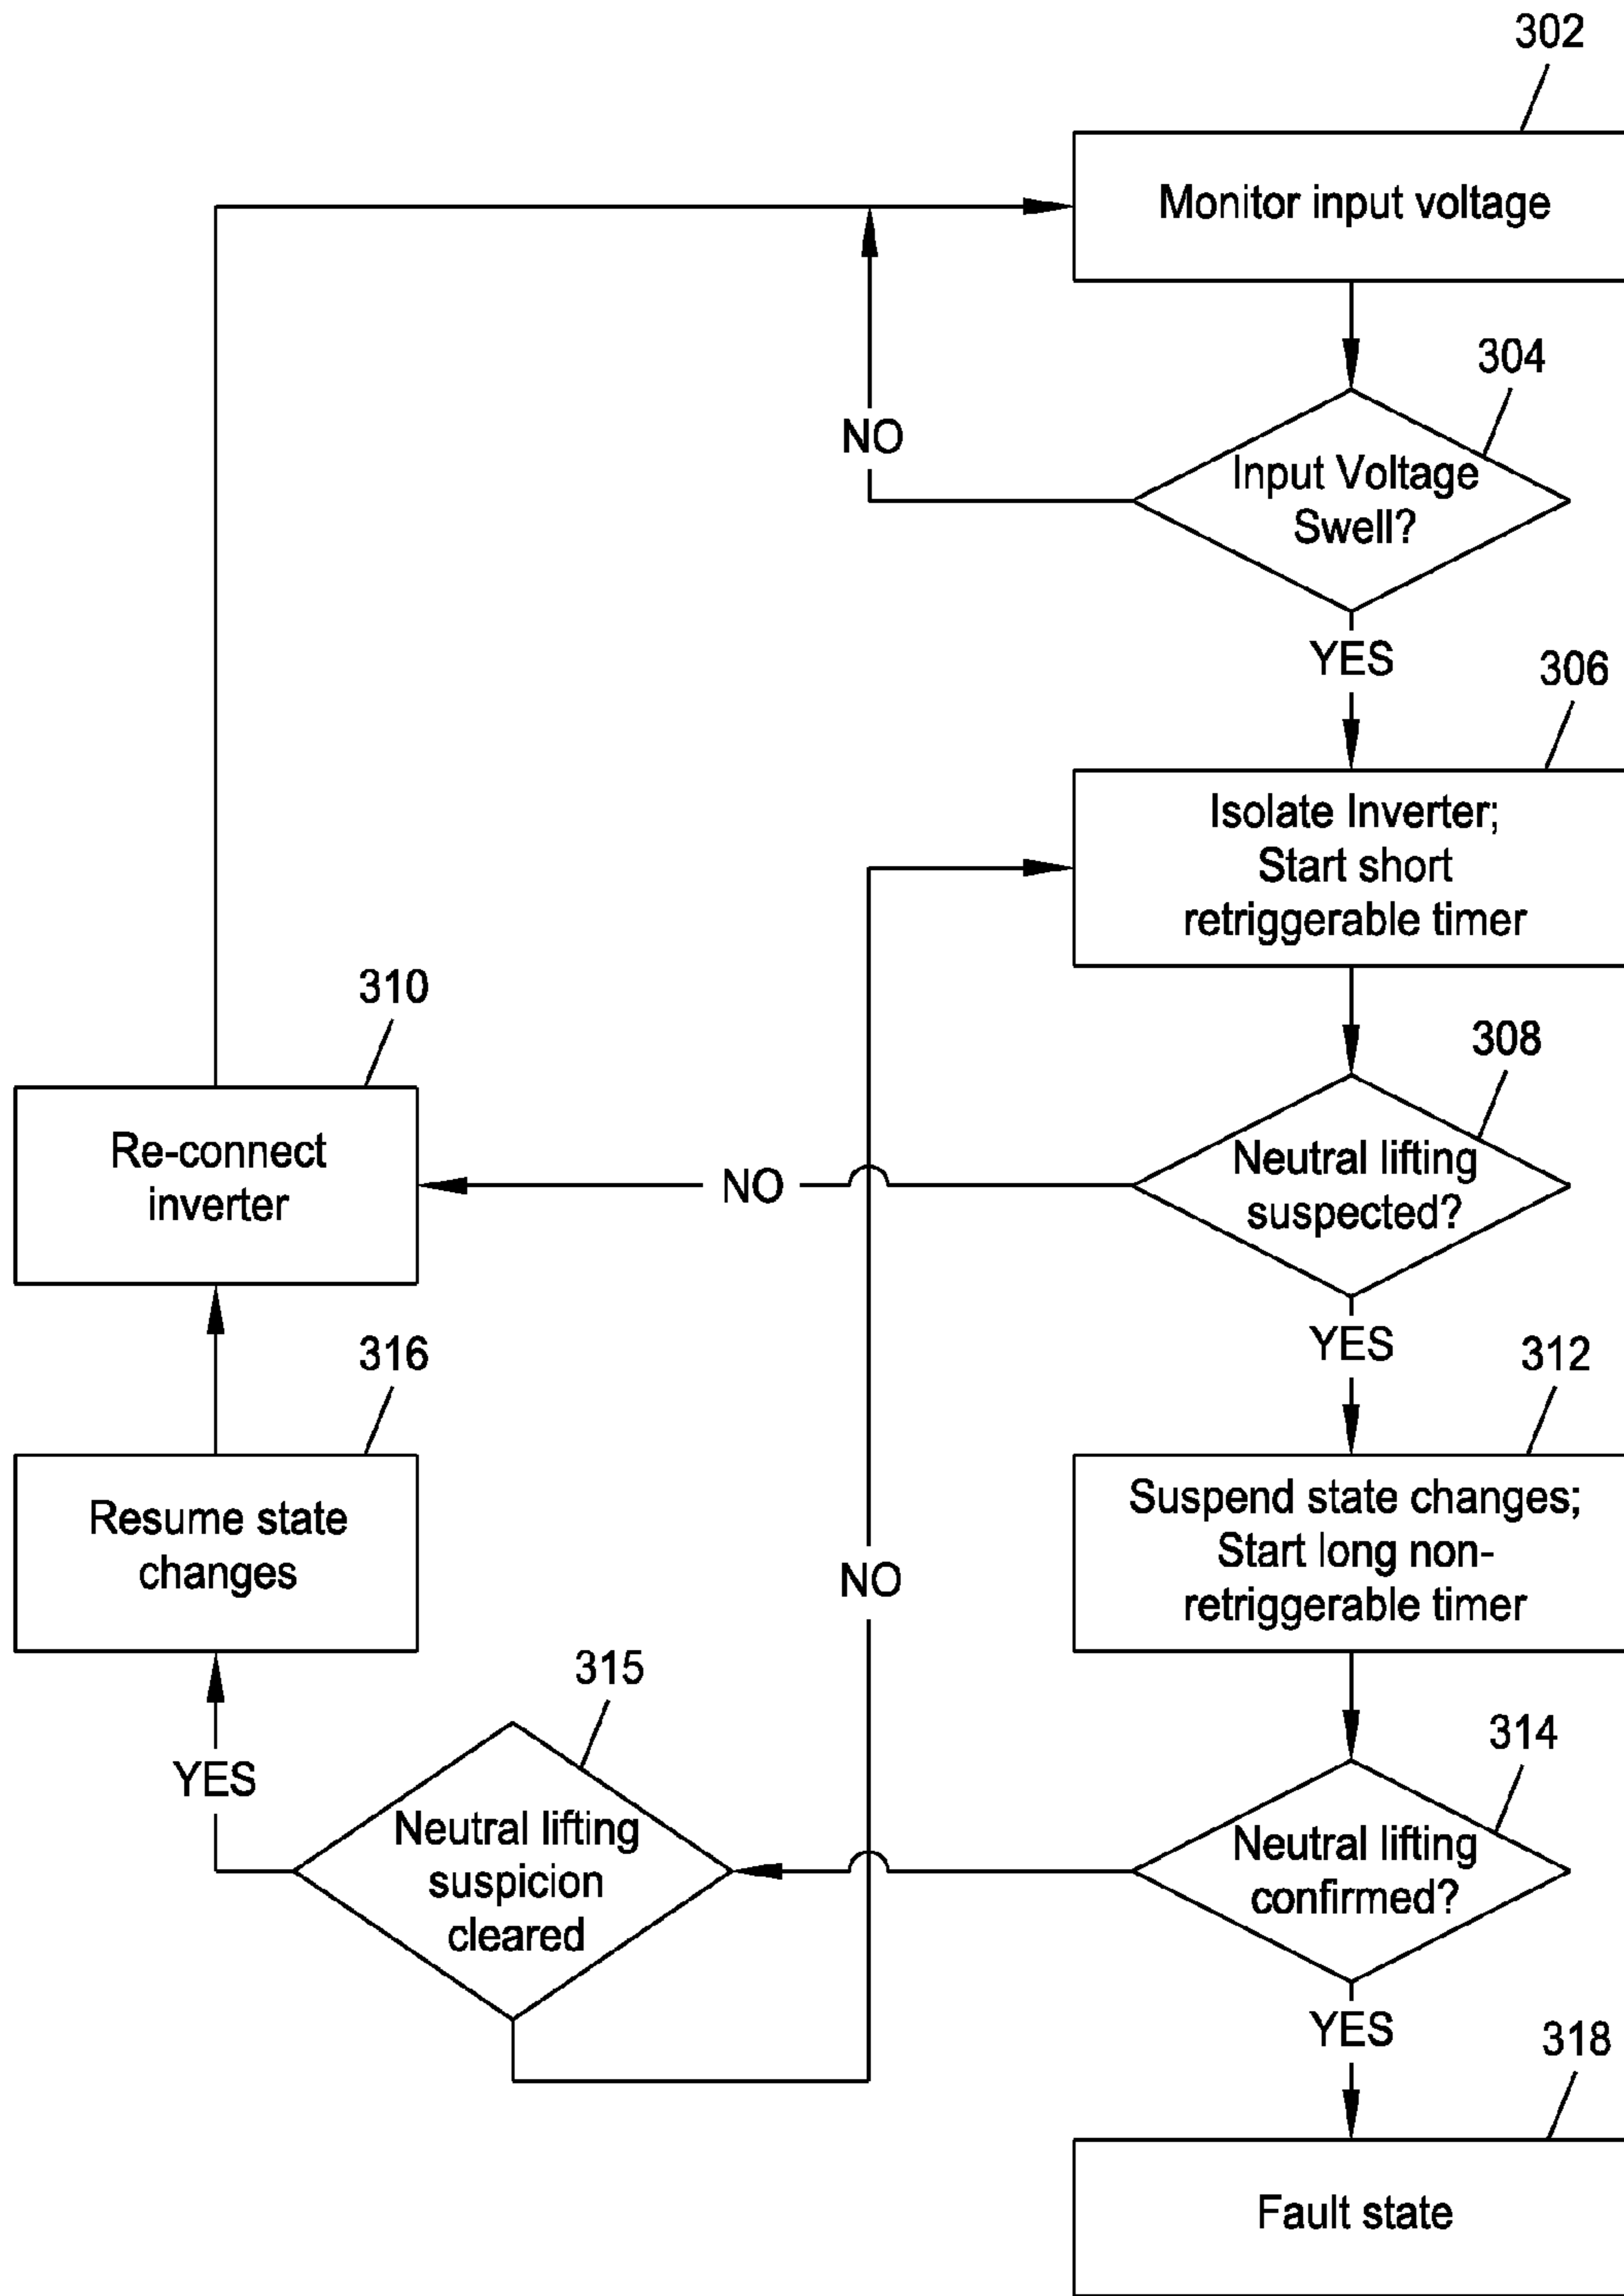 302
Monitor input voltage
304
NO
Input Voltage
Swell?
YES
306
Isolate Inverter;
Start short
retriggerable timer
310
308
Re-connect
inverter
NO
Neutral lifting
suspected?
YES
316
312
Resume state
changes
Suspend state changes;
Start long non-
retriggerable timer
NO
315
314
YES
Neutral lifting
suspicion
cleared
Neutral lifting
confirmed?
YES
318
Fault state